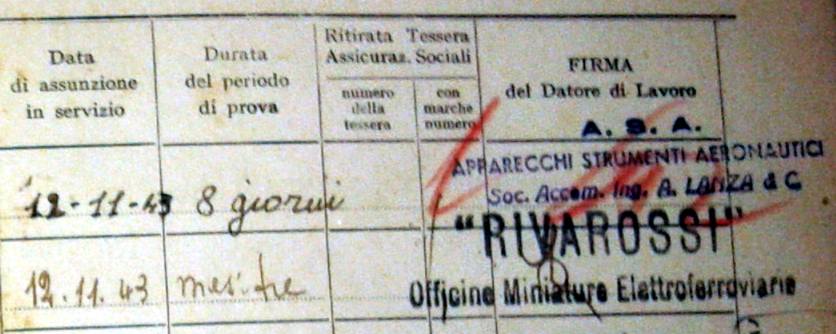 Data
di assunzione
in servizio
Durata
del periodo
di prova
Ritirata Tessera
Assicuraz. Sociali
numero
della
tessera
con
marche
numero
FIRMA
del Datore di Lavoro
A. S. A.
APPARECCHI STRUMENTI AERONAUTICI
Soc. Accom. Ing. A. LANZA & C.
12-11-43 8 giorni
"RIVAROSSI"
Officine Miniature Elettroferroviarie
12.11.43 mesi tre